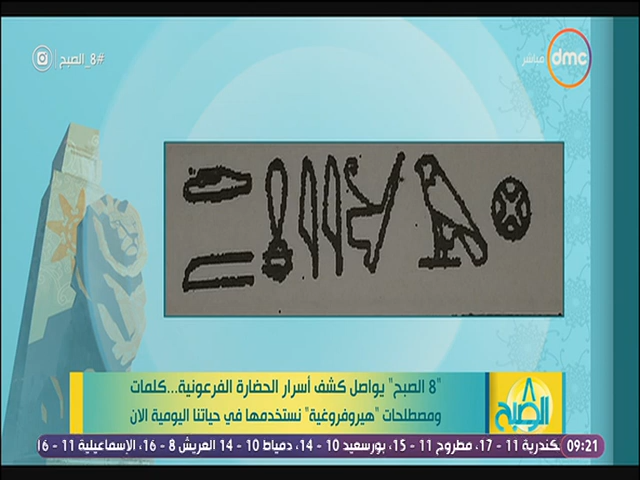 #8_الصبح
مباشر
dmc
"8 الصبح" يواصل كشف أسرار الحضارة الفرعونية...كلمات
ومصطلحات "هيروفروغية" نستخدمها في حياتنا اليومية الان
8 الصبح
كندرية 11 - 17، مطروح 11 - 15، بورسعيد 10 - 14، دمياط 10 - 14 العريش 8 - 16، الإسماعيلية 11 - 16
09:21